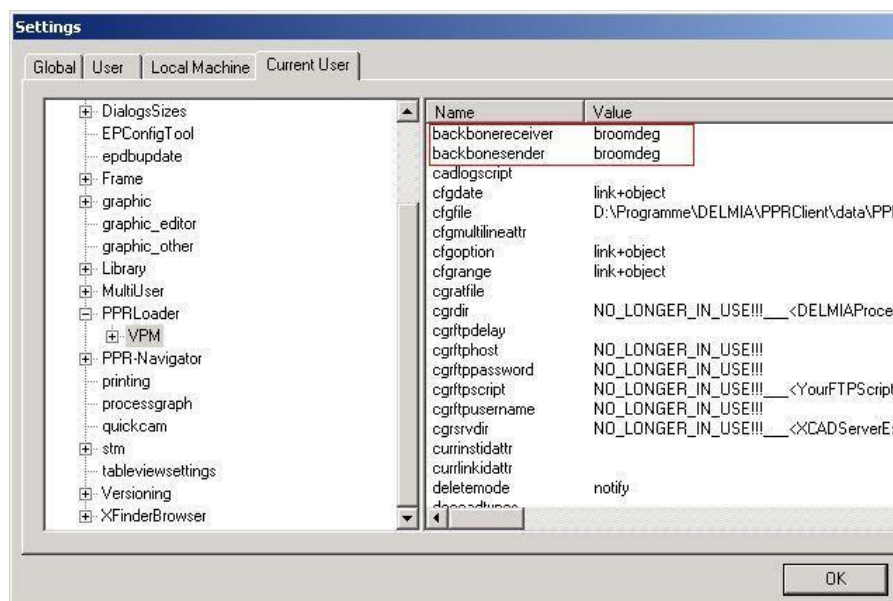 Settings
Global User Local Machine Current User
DialogsSizes
EPConfigTool
epdbupdate
Frame
graphic
graphic_editor
graphic_other
Library
MultiUser
PPRLoader
VPM
PPR-Navigator
printing
processgraph
quickcam
stm
tableviewsettings
Versioning
XFinderBrowser
Name Value
backbonereceiver broomdeg
backbonesender broomdeg
cadlogscript
cfgdate link+object
cfgfile D:\Programme\DELMIA\PPRClient\data\PPI
cfgmultilineattr
cfgoption link+object
cfgrange link+object
cgratfile
cgrdir NO_LONGER_IN_USE!!!___<DELMIAProce
cgrftpdelay
cgrftphost NO_LONGER_IN_USE!!!
cgrftppassword NO_LONGER_IN_USE!!!
cgrftpscript NO_LONGER_IN_USE!!!___<YourFTPScript
cgrftpusername NO_LONGER_IN_USE!!!
cgrsrvdir NO_LONGER_IN_USE!!!___<XCADServerE
currinstidattr
currlinkidattr
deletemode notify
OK